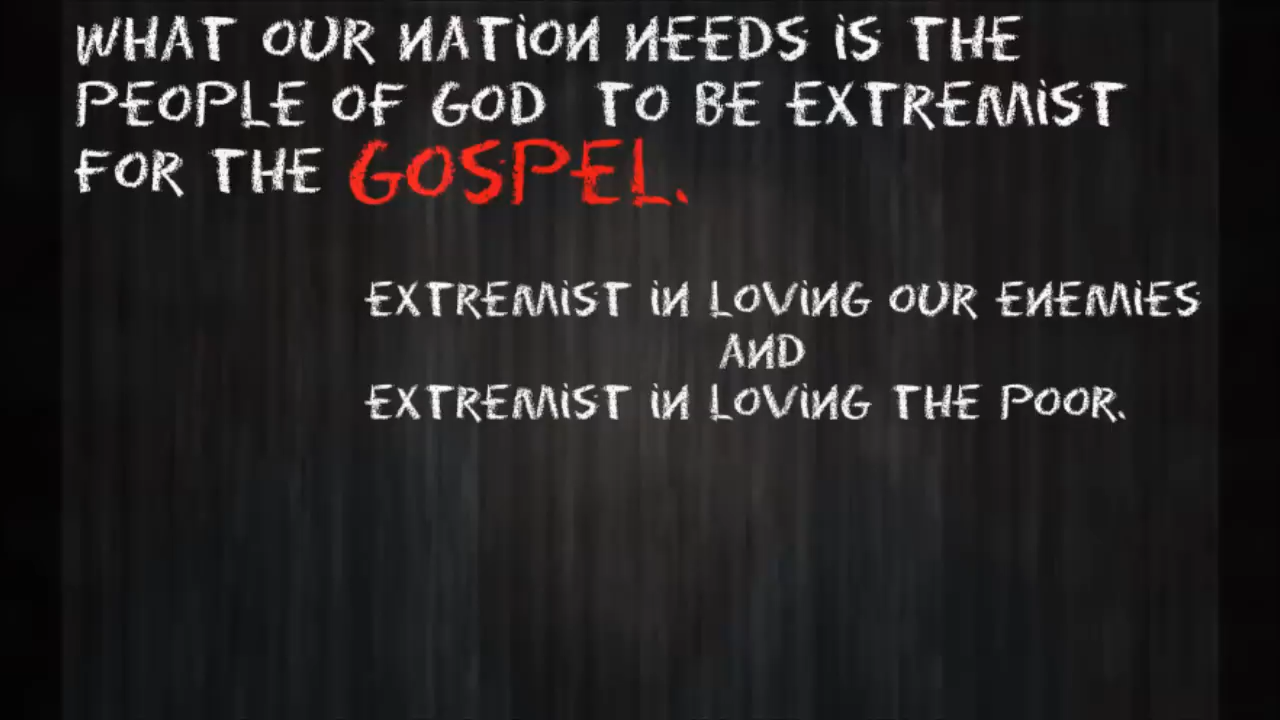 WHAT OUR NATION NEEDS IS THE
PEOPLE OF GOD TO BE EXTREMIST
FOR THE GOSPEL.
EXTREMIST IN LOVING OUR ENEMIES
AND
EXTREMIST IN LOVING THE POOR.